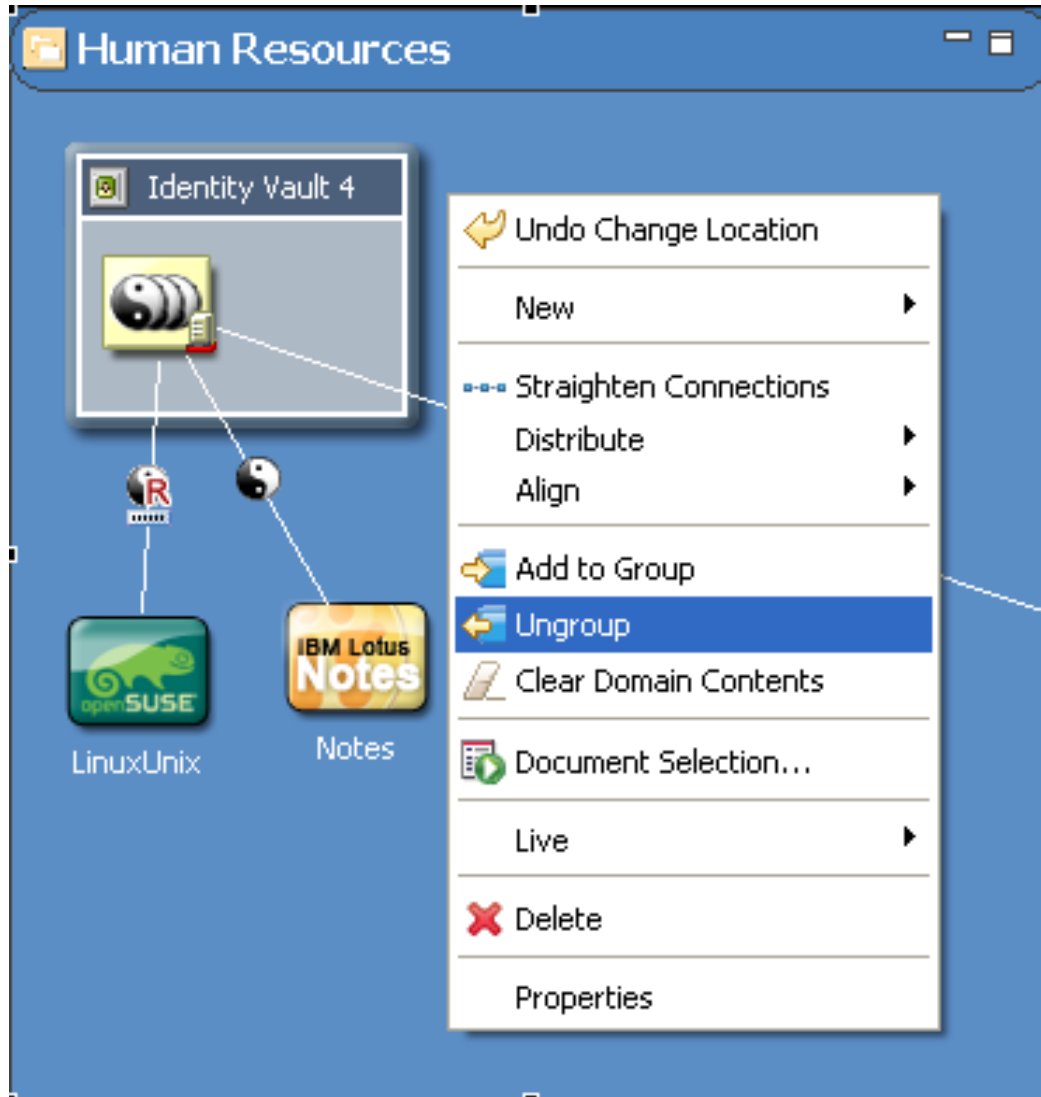 Human Resources
Identity Vault 4
Undo Change Location
New
Straighten Connections
Distribute
Align
Add to Group
Ungroup
Clear Domain Contents
Document Selection...
Live
Delete
Properties
R
openSUSE
IBM Lotus
Notes
LinuxUnix
Notes